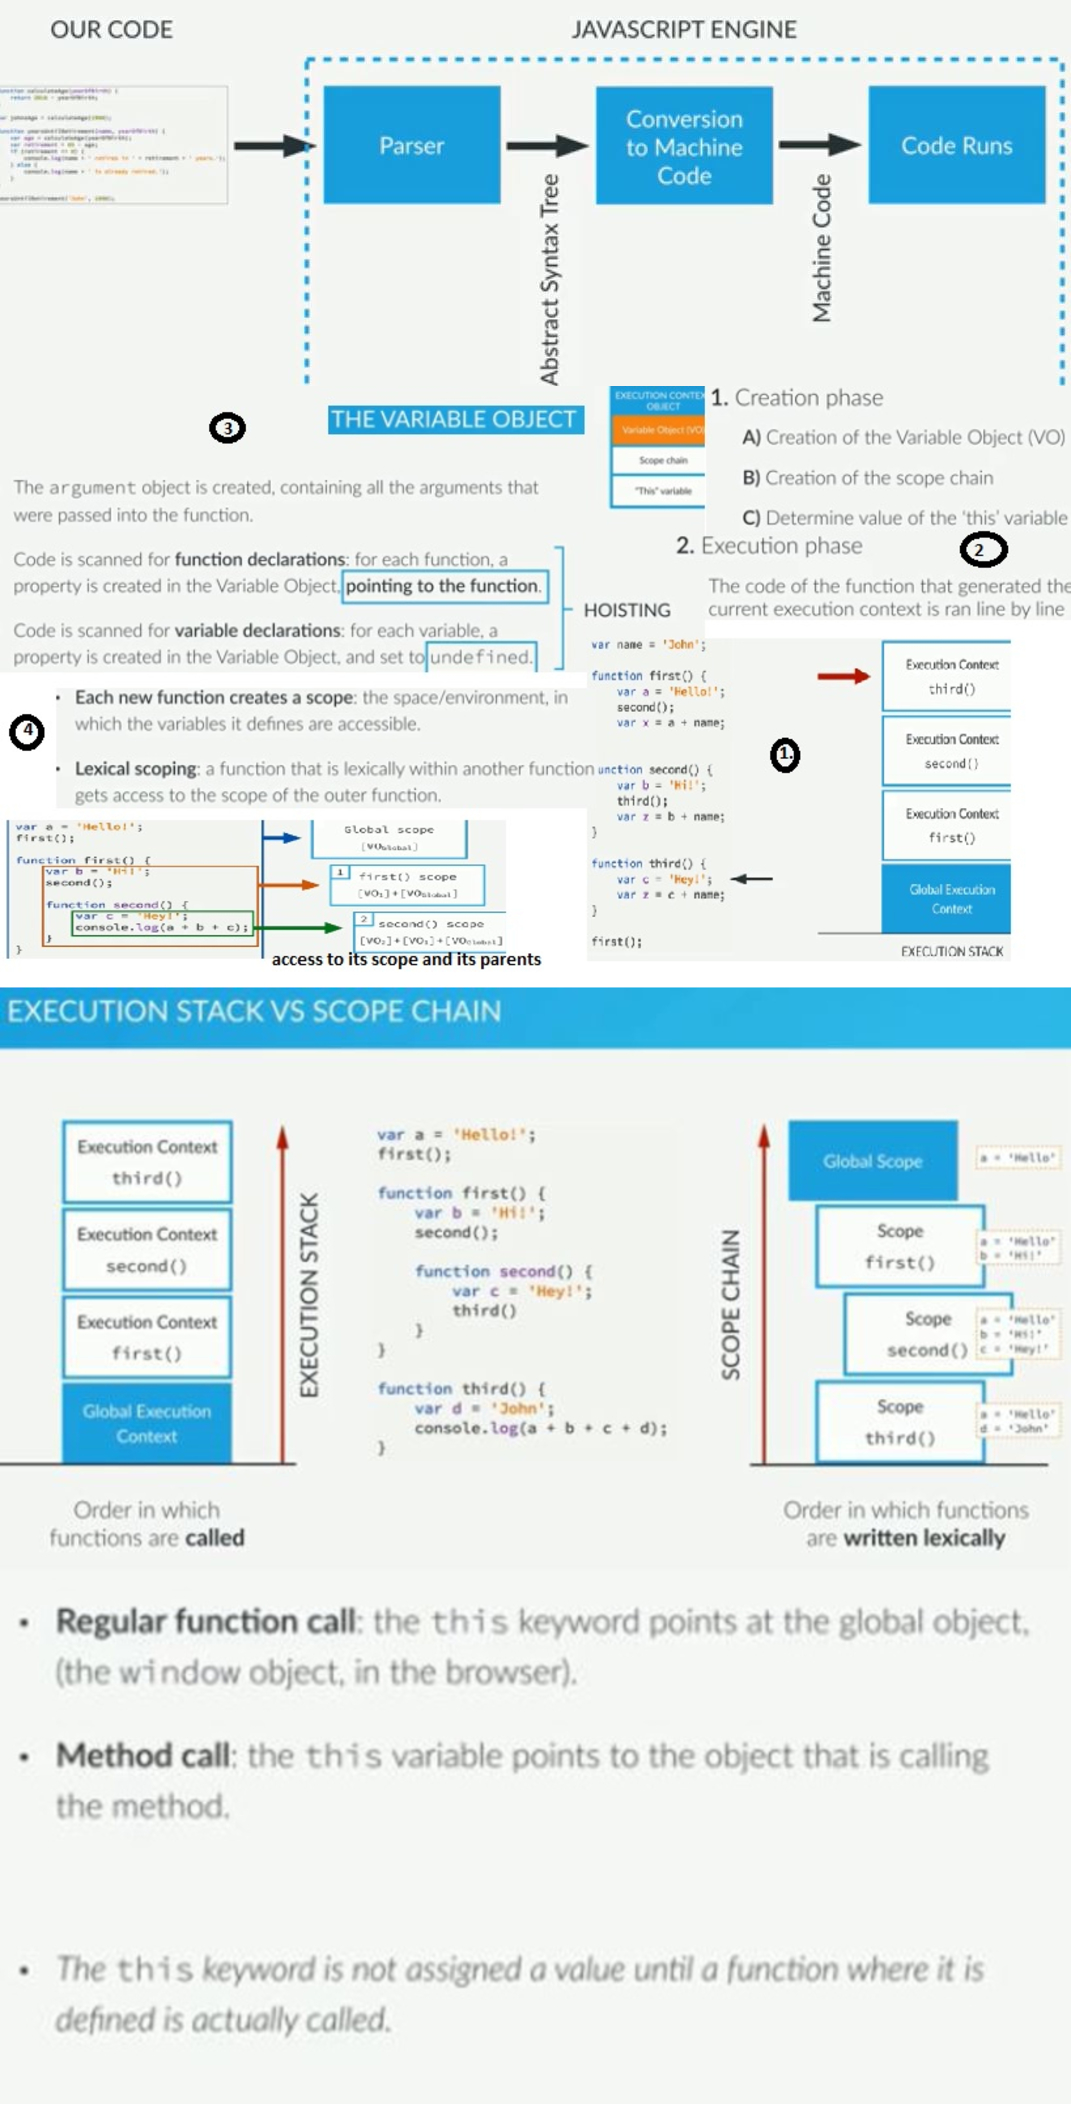 OUR CODE
JAVASCRIPT ENGINE
function calculateAge(yearOfBirth) {
return 2016 - yearOfBirth;
Parser
Conversion
to Machine
Code
Code Runs
Abstract Syntax Tree
Machine Code
3
THE VARIABLE OBJECT
EXECUTION CONTEX
OBJECT
Variable Object (VO)
Scope chain
"This" variable
1. Creation phase
A) Creation of the Variable Object (VO)
B) Creation of the scope chain
C) Determine value of the 'this' variable
2. Execution phase
2
The code of the function that generated the
current execution context is ran line by line
The argument object is created, containing all the arguments that
were passed into the function.
Code is scanned for function declarations: for each function, a
property is created in the Variable Object, pointing to the function.
Code is scanned for variable declarations: for each variable, a
property is created in the Variable Object, and set to undefined.
HOISTING
4
• Each new function creates a scope: the space/environment, in
which the variables it defines are accessible.
• Lexical scoping: a function that is lexically within another function
gets access to the scope of the outer function.
var name = 'John';
function first() {
var a = 'Hello!';
second();
var x = a + name;
unction second() {
var b = 'Hi!';
third();
var z = b + name;
}
function third() {
var c = 'Hey!';
var z = c + name;
}
first();
1.
Execution Context
third()
Execution Context
second()
Execution Context
first()
Global Execution
Context
EXECUTION STACK
var a = 'Hello!';
first();
function first() {
var b = 'Hi!';
second();
function second() {
var c = 'Hey!';
console.log(a + b + c);
}
}
Global scope
[VOGlobal]
1 first() scope
[VO1]+[VOGlobal]
2 second() scope
[VO2]+[VO1]+[VOGlobal]
access to its scope and its parents
EXECUTION STACK VS SCOPE CHAIN
Execution Context
third()
Execution Context
second()
Execution Context
first()
Global Execution
Context
EXECUTION STACK
Order in which
functions are called
var a = 'Hello!';
first();
function first() {
var b = 'Hi!';
second();
function second() {
var c = 'Hey!';
third()
}
}
function third() {
var d = 'John';
console.log(a + b + c + d);
}
SCOPE CHAIN
Global Scope
a = 'Hello'
Scope
first()
a = 'Hello'
b = 'Hi!'
Scope
second()
a = 'Hello'
b = 'Hi!'
c = 'Hey!'
Scope
third()
a = 'Hello'
d = 'John'
Order in which functions
are written lexically
• Regular function call: the this keyword points at the global object,
(the window object, in the browser).
• Method call: the this variable points to the object that is calling
the method.
• The this keyword is not assigned a value until a function where it is
defined is actually called.